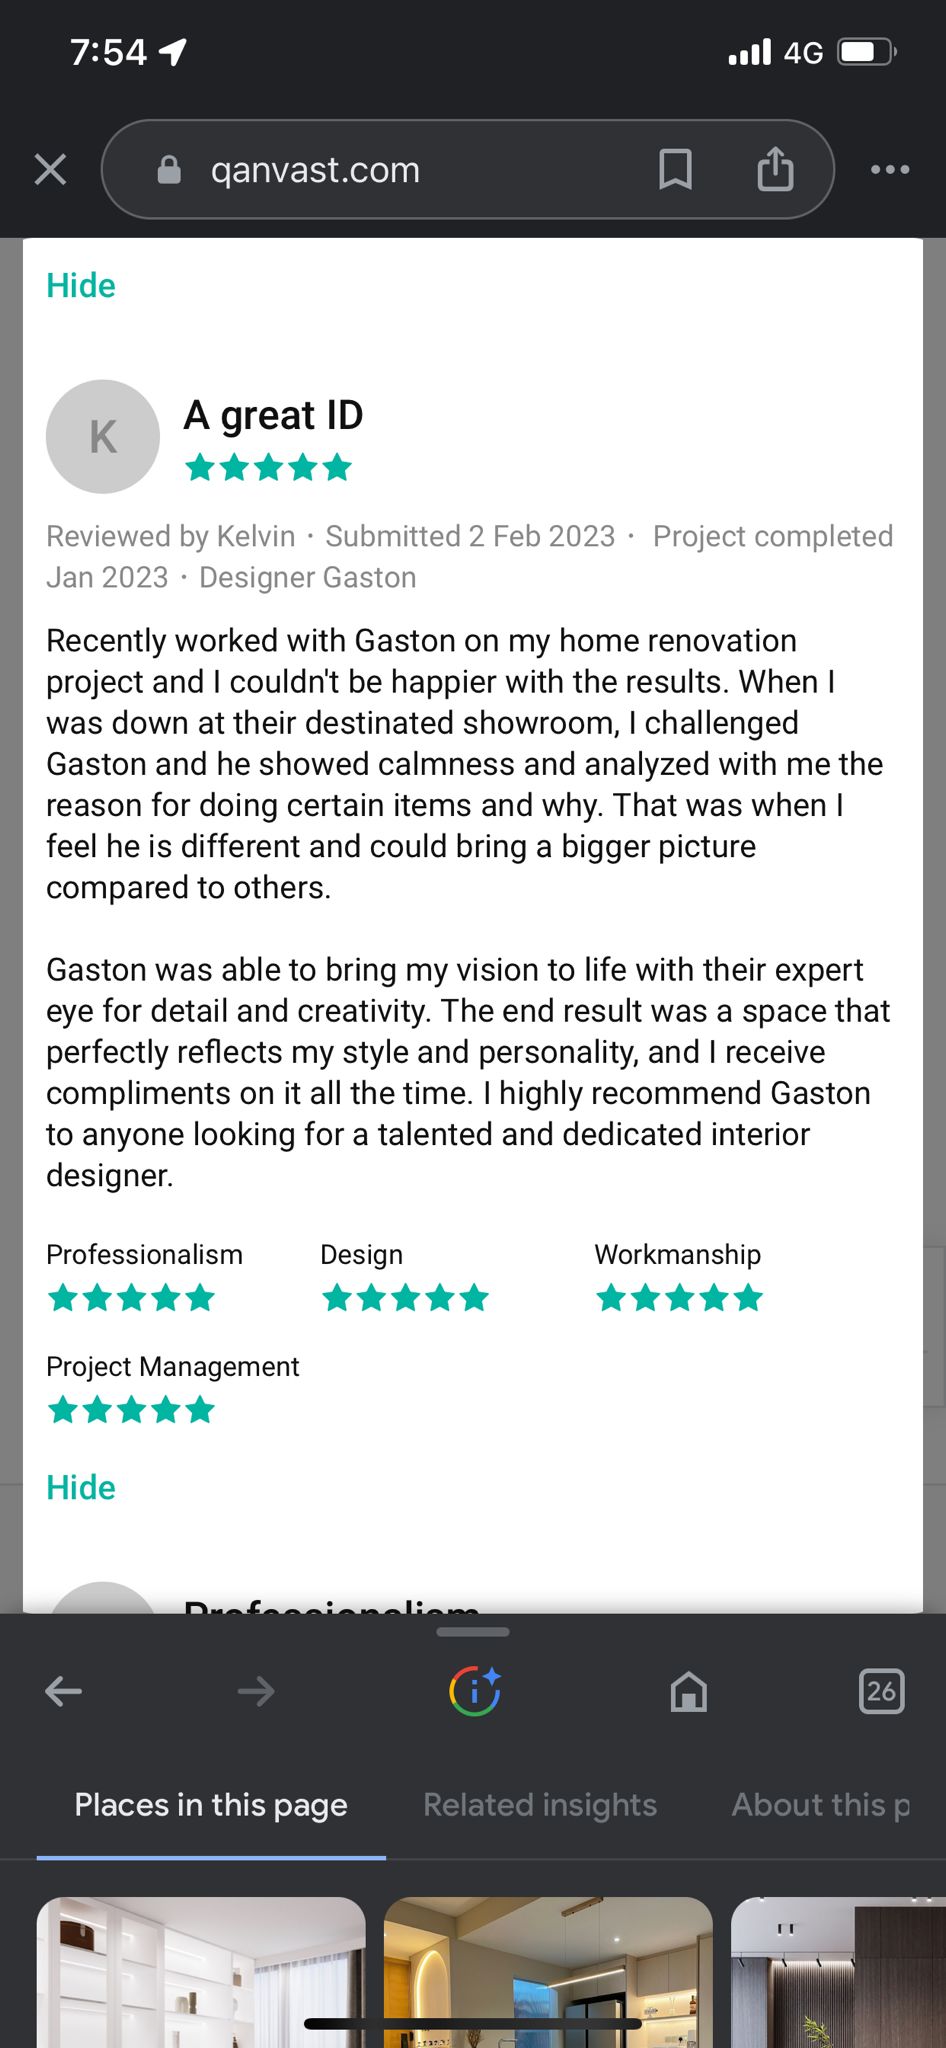 7:54
4G
qanvast.com
Hide
K
A great ID
Reviewed by Kelvin · Submitted 2 Feb 2023 · Project completed
Jan 2023 · Designer Gaston
Recently worked with Gaston on my home renovation
project and I couldn't be happier with the results. When I
was down at their destinated showroom, I challenged
Gaston and he showed calmness and analyzed with me the
reason for doing certain items and why. That was when I
feel he is different and could bring a bigger picture
compared to others.
Gaston was able to bring my vision to life with their expert
eye for detail and creativity. The end result was a space that
perfectly reflects my style and personality, and I receive
compliments on it all the time. I highly recommend Gaston
to anyone looking for a talented and dedicated interior
designer.
Professionalism Design Workmanship
Project Management
Hide
Professionalism
26
Places in this page Related insights About this p